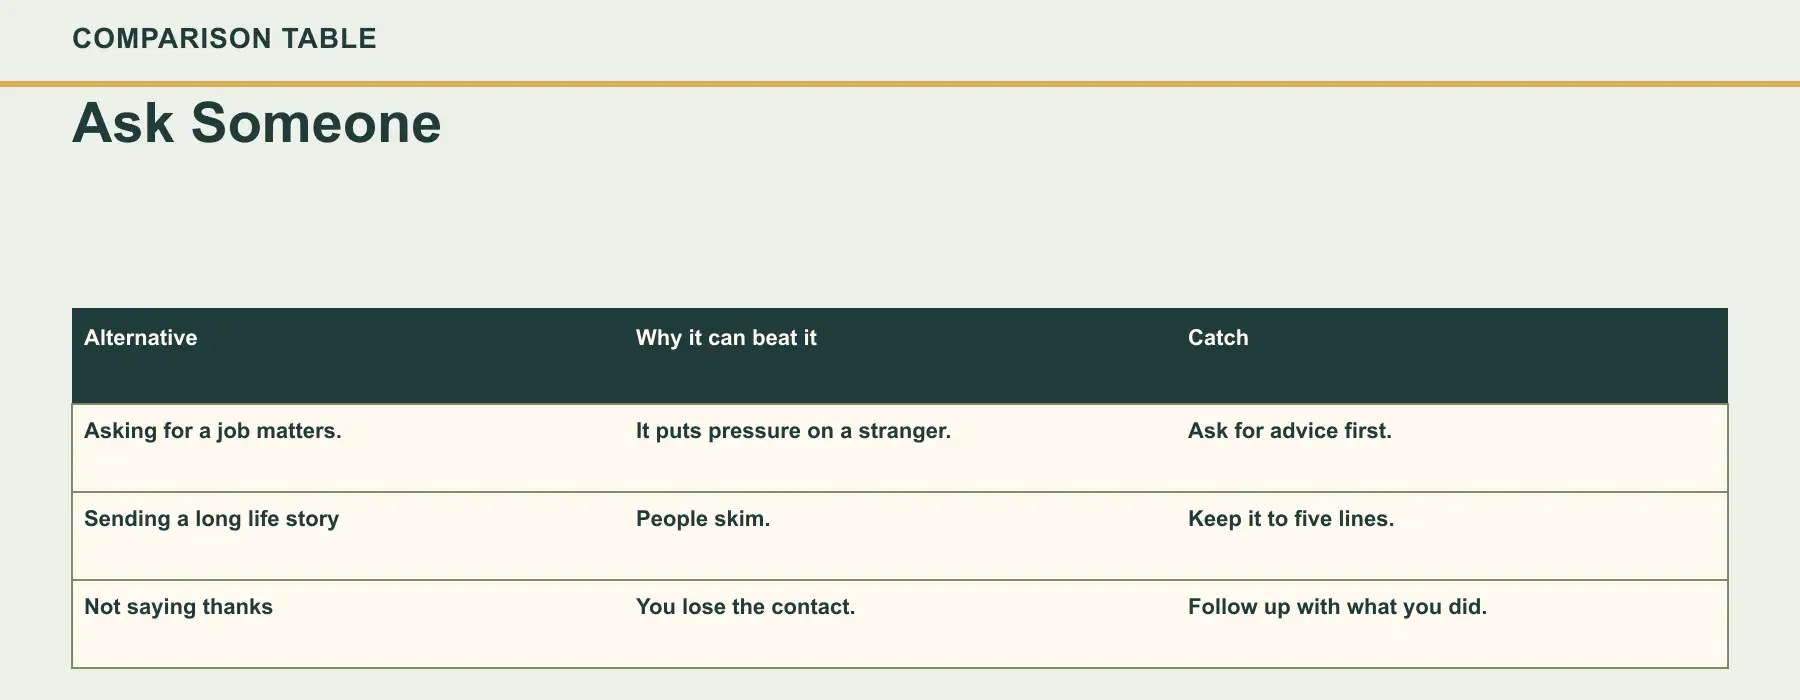 COMPARISON TABLE
Ask Someone
Alternative Why it can beat it Catch
Asking for a job matters. It puts pressure on a stranger. Ask for advice first.
Sending a long life story People skim. Keep it to five lines.
Not saying thanks You lose the contact. Follow up with what you did.